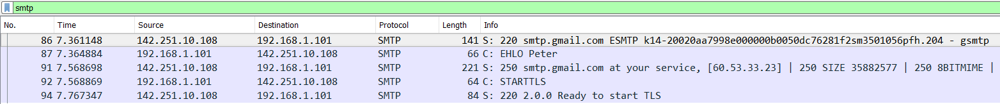 smtp
No. Time Source Destination Protocol Length Info
86 7.361148 142.251.10.108 192.168.1.101 SMTP 141 S: 220 smtp.gmail.com ESMTP k14-20020aa7998e000000b0050dc76281f2sm3501056pfh.204 - gsmtp
87 7.364884 192.168.1.101 142.251.10.108 SMTP 66 C: EHLO Peter
91 7.568698 142.251.10.108 192.168.1.101 SMTP 221 S: 250 smtp.gmail.com at your service, [60.53.33.23] | 250 SIZE 35882577 | 250 8BITMIME |
92 7.568869 192.168.1.101 142.251.10.108 SMTP 64 C: STARTTLS
94 7.767347 142.251.10.108 192.168.1.101 SMTP 84 S: 220 2.0.0 Ready to start TLS